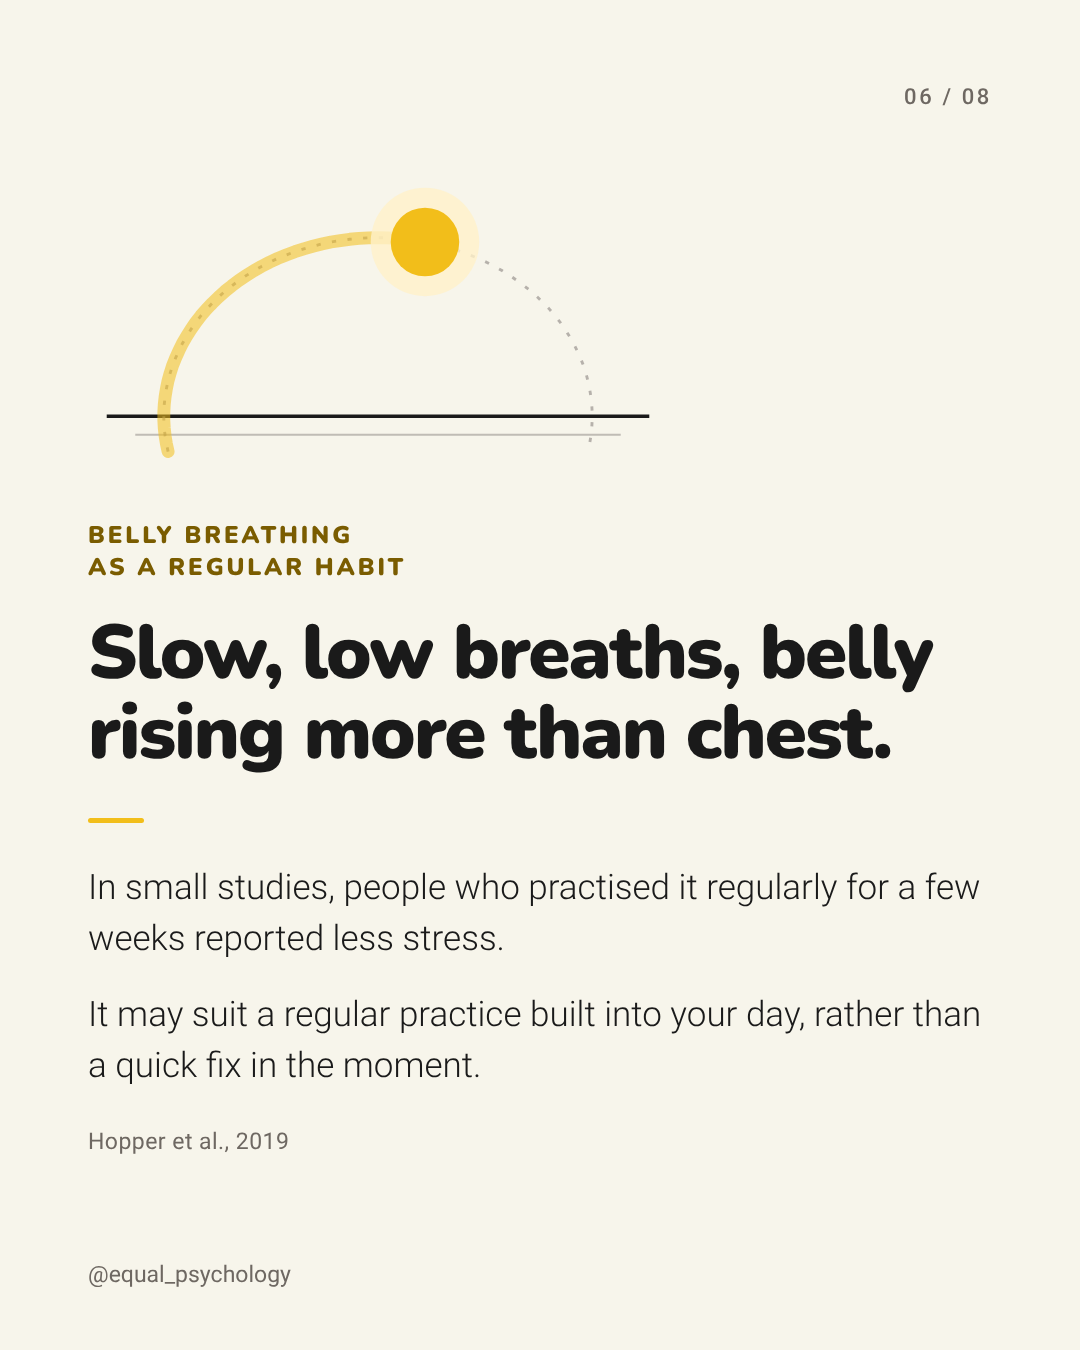 06 / 08
BELLY BREATHING
AS A REGULAR HABIT
Slow, low breaths, belly
rising more than chest.
In small studies, people who practised it regularly for a few
weeks reported less stress.
It may suit a regular practice built into your day, rather than
a quick fix in the moment.
Hopper et al., 2019
@equal_psychology